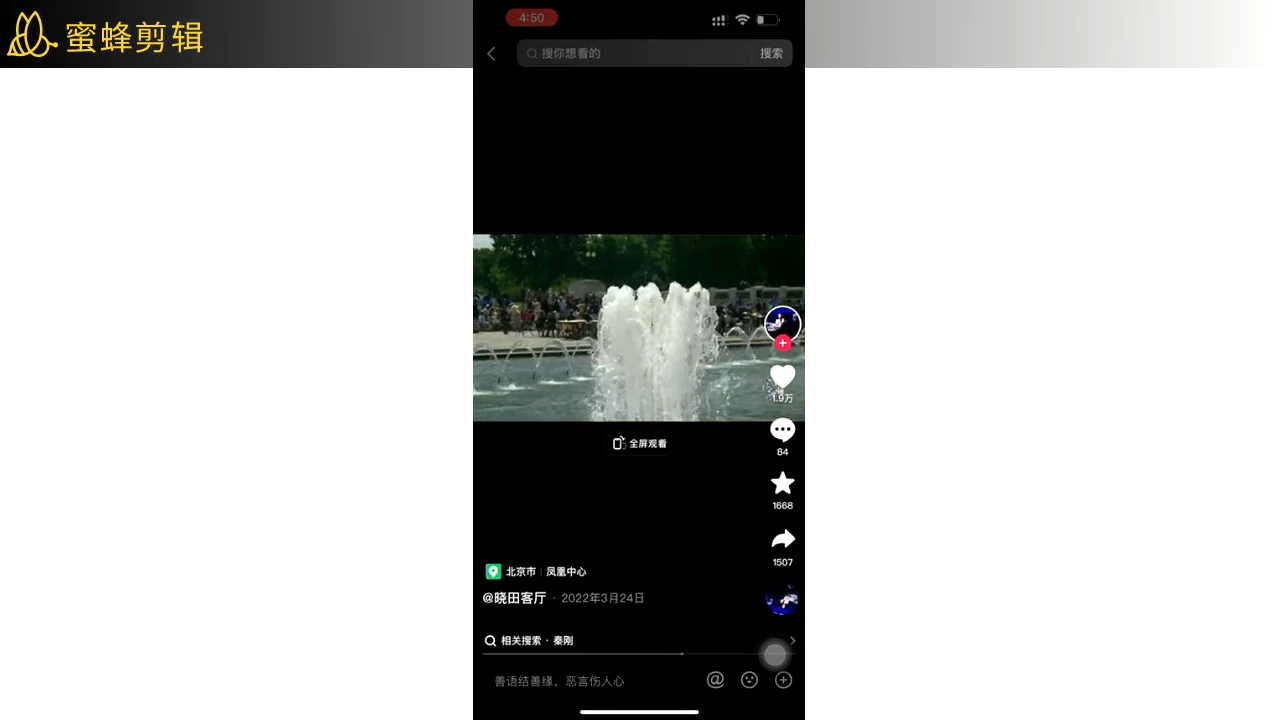 蜜蜂剪辑
4:50
搜你想看的
搜索
1.9万
84
全屏观看
1668
1507
北京市 | 凤凰中心
@晓田客厅 · 2022年3月24日
相关搜索 · 秦刚
善语结善缘，恶言伤人心